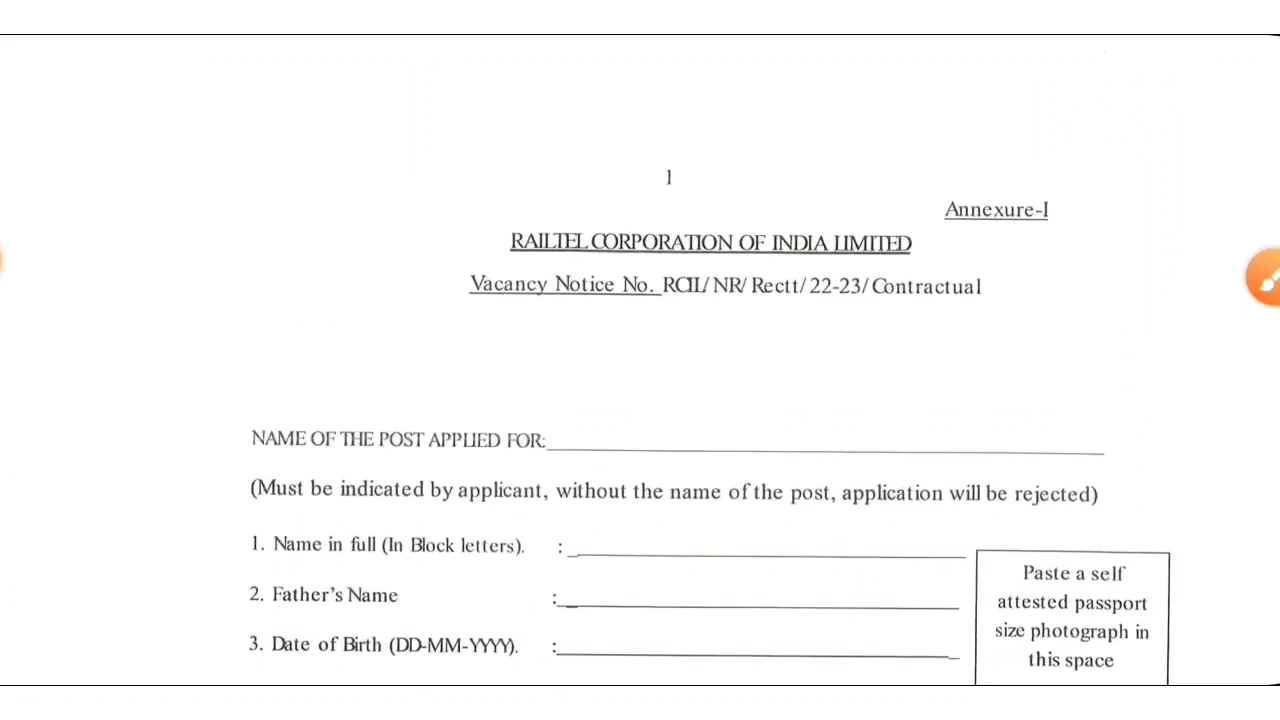 1
Annexure-I
RAILTEL CORPORATION OF INDIA LIMITED
Vacancy Notice No. RCIL/NR/Rectt/22-23/Contractual
NAME OF THE POST APPLIED FOR:
(Must be indicated by applicant, without the name of the post, application will be rejected)
1. Name in full (In Block letters). :
2. Father's Name :
3. Date of Birth (DD-MM-YYYY). :
Paste a self
attested passport
size photograph in
this space